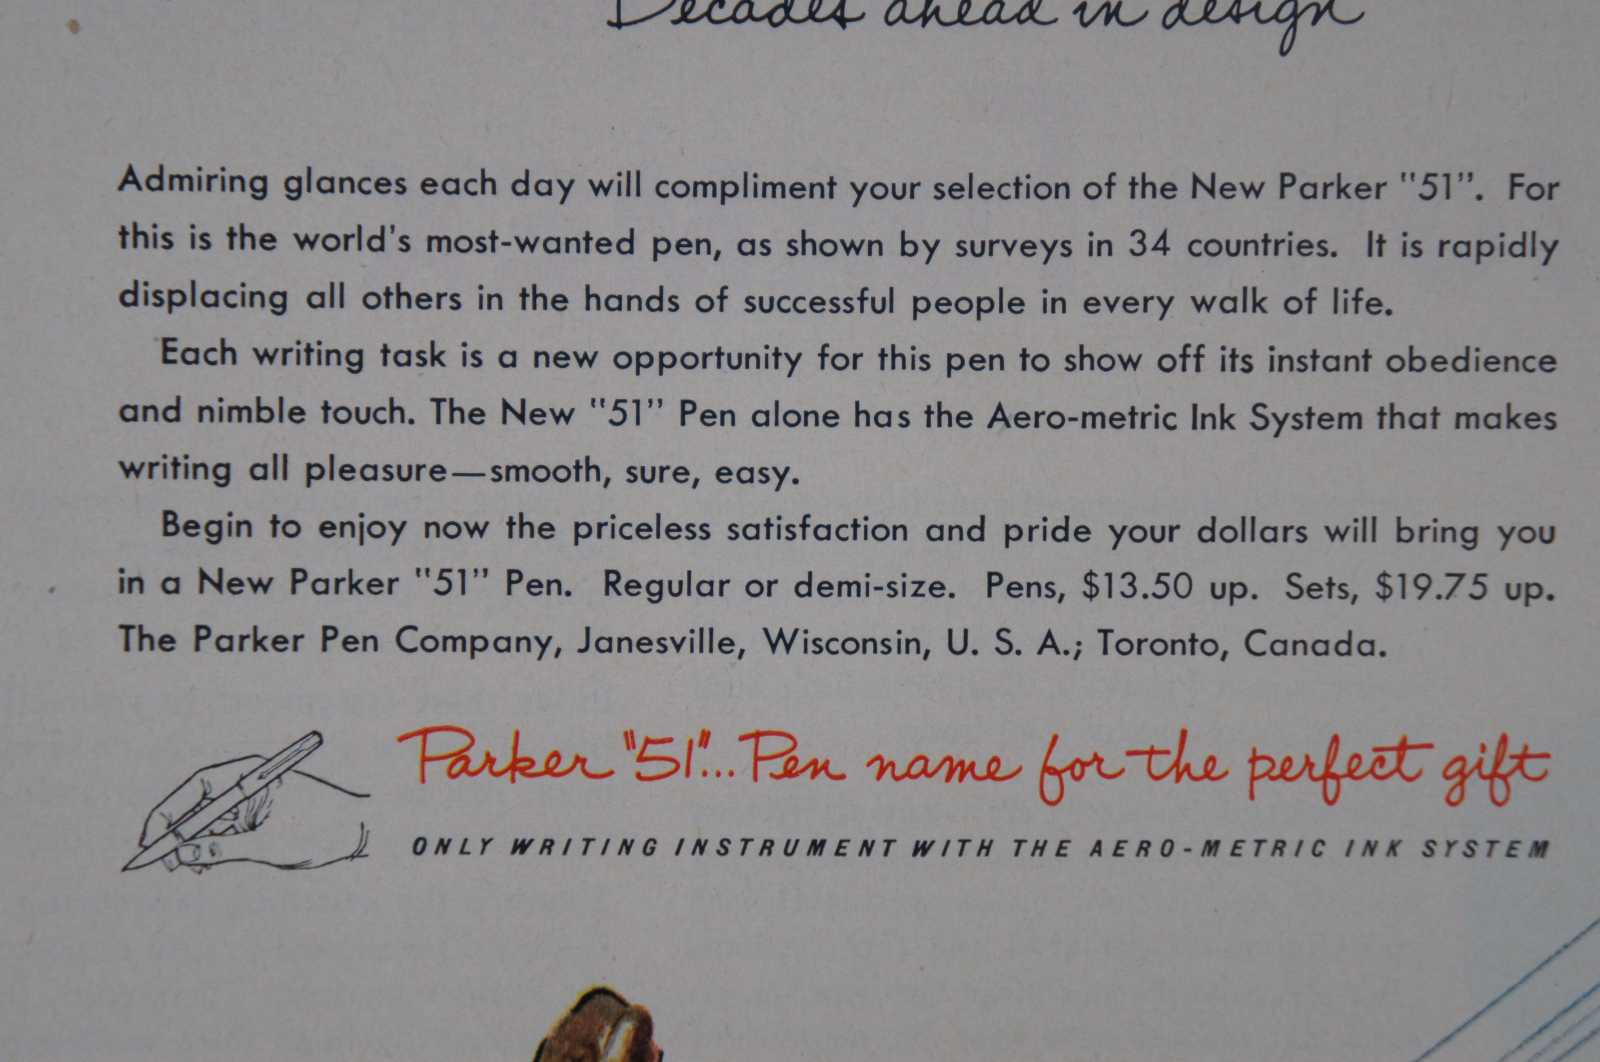 Decades ahead in design
Admiring glances each day will compliment your selection of the New Parker "51". For
this is the world's most-wanted pen, as shown by surveys in 34 countries. It is rapidly
displacing all others in the hands of successful people in every walk of life.
Each writing task is a new opportunity for this pen to show off its instant obedience
and nimble touch. The New "51" Pen alone has the Aero-metric Ink System that makes
writing all pleasure—smooth, sure, easy.
Begin to enjoy now the priceless satisfaction and pride your dollars will bring you
in a New Parker "51" Pen. Regular or demi-size. Pens, $13.50 up. Sets, $19.75 up.
The Parker Pen Company, Janesville, Wisconsin, U. S. A.; Toronto, Canada.
Parker "51"... Pen name for the perfect gift
ONLY WRITING INSTRUMENT WITH THE AERO-METRIC INK SYSTEM